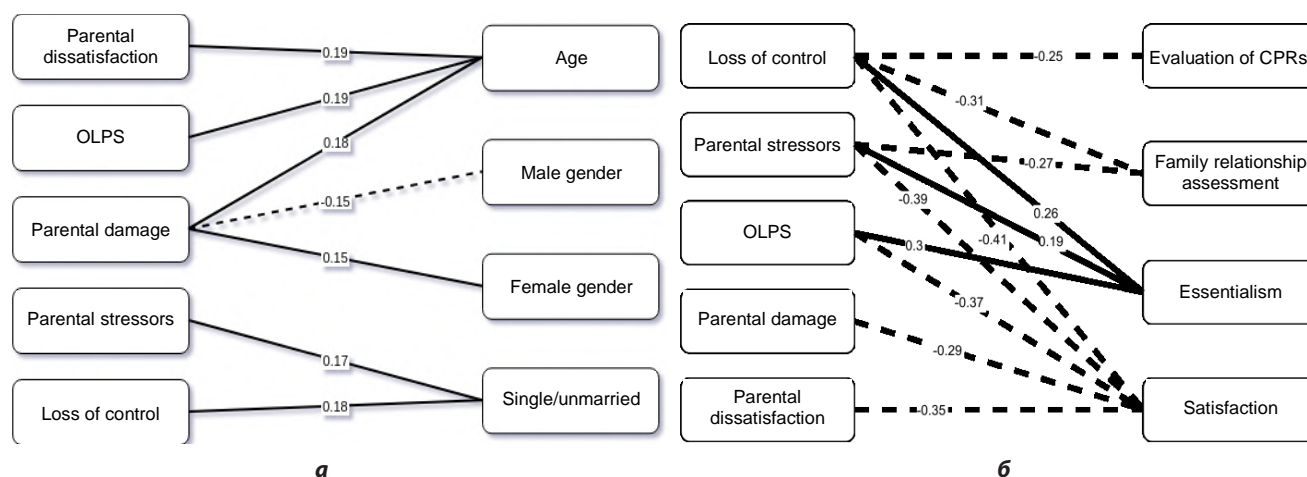 Parental
dissatisfaction
OLPS
Parental damage
Parental stressors
Loss of control
0.19
0.19
0.18
-0.15
0.15
0.17
0.18
Age
Male gender
Female gender
Single/unmarried
а
Loss of control
Parental stressors
OLPS
Parental damage
Parental
dissatisfaction
-0.25
-0.31
-0.27
-0.39
0.26
-0.41
0.19
0.3
-0.37
-0.29
-0.35
Evaluation of CPRs
Family relationship
assessment
Essentialism
Satisfaction
б